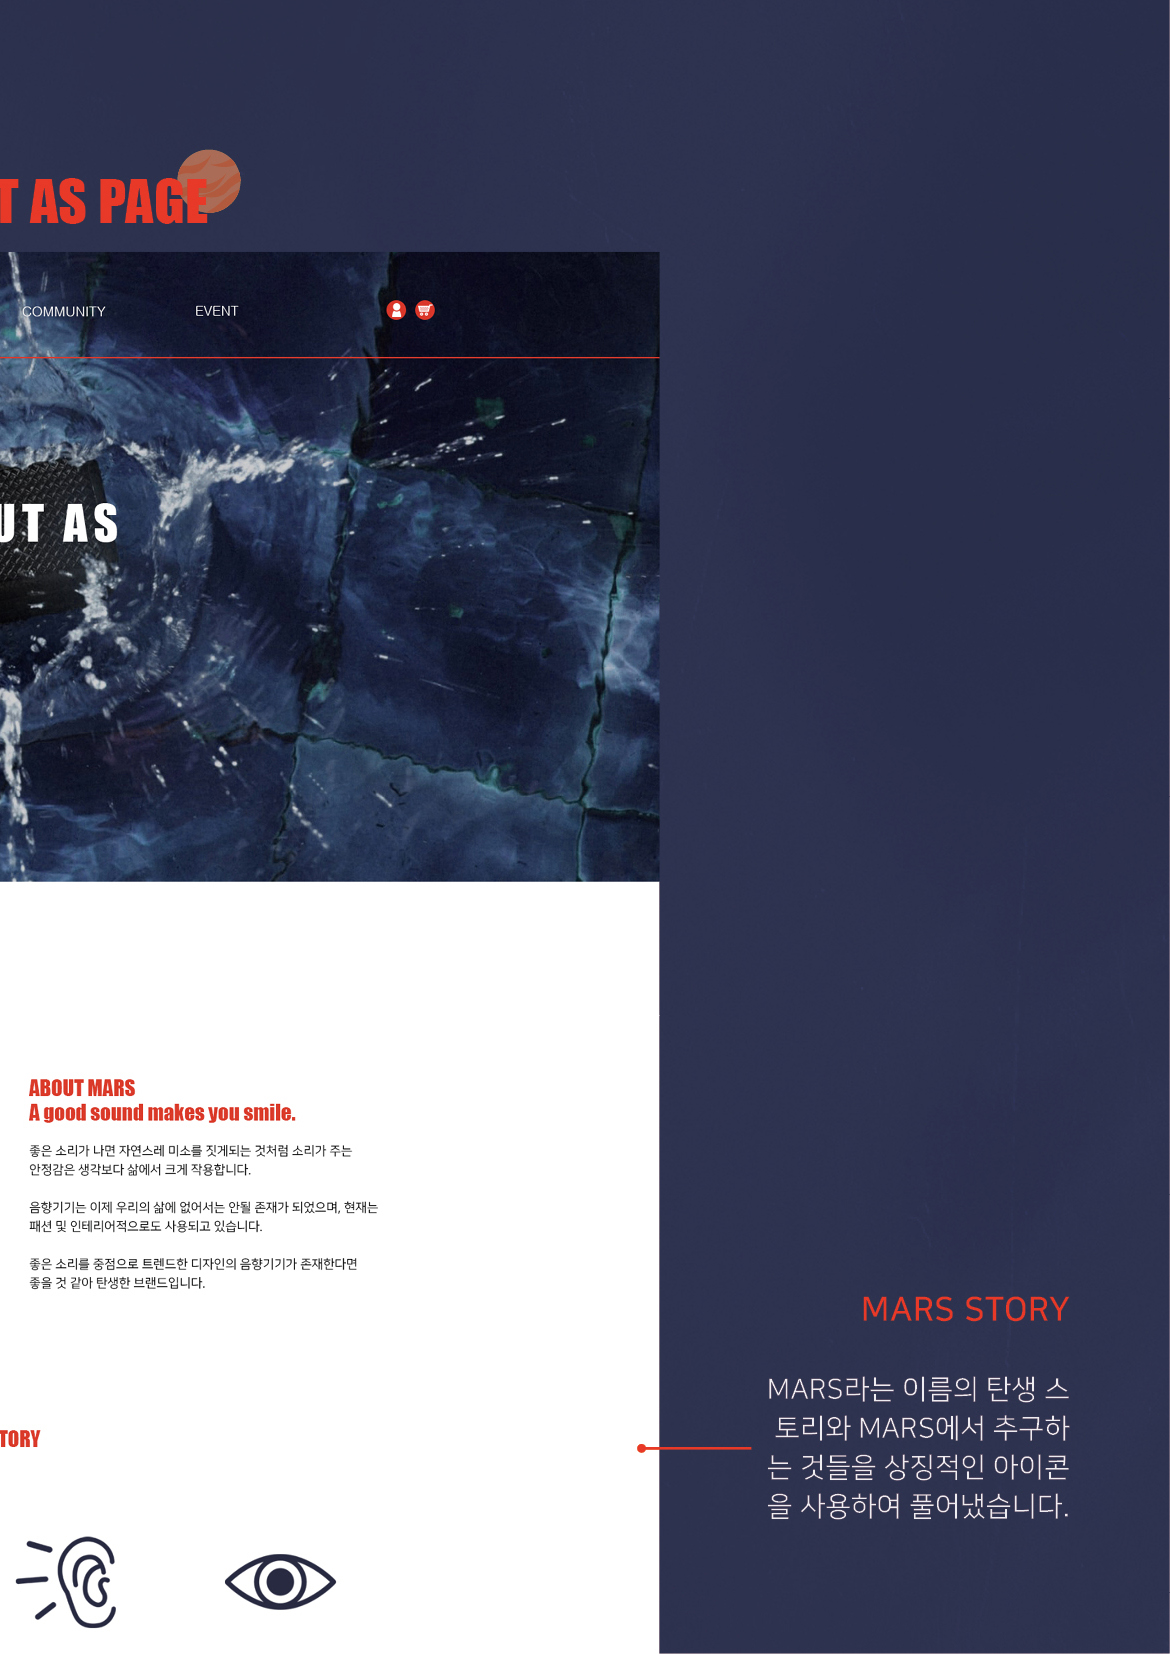 T AS PAGE
COMMUNITY
EVENT
UT AS
ABOUT MARS
A good sound makes you smile.
좋은 소리가 나면 자연스레 미소를 짓게되는 것처럼 소리가 주는
안정감은 생각보다 삶에서 크게 작용합니다.
음향기기는 이제 우리의 삶에 없어서는 안될 존재가 되었으며, 현재는
패션 및 인테리어적으로도 사용되고 있습니다.
좋은 소리를 중점으로 트렌드한 디자인의 음향기기가 존재한다면
좋을 것 같아 탄생한 브랜드입니다.
MARS STORY
MARS라는 이름의 탄생 스
토리와 MARS에서 추구하
는 것들을 상징적인 아이콘
을 사용하여 풀어냈습니다.
TORY